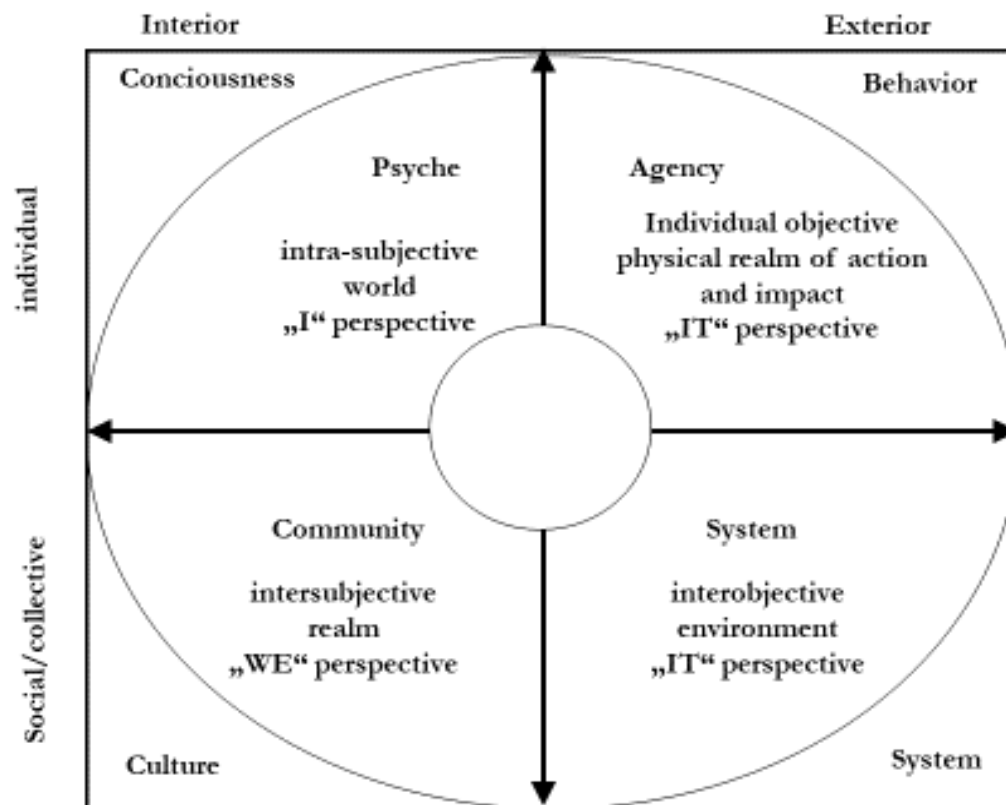 Interior
Exterior
Conciousness
Behavior
individual
Psyche
intra-subjective
world
„I“ perspective
Agency
Individual objective
physical realm of action
and impact
„IT“ perspective
Social/collective
Community
intersubjective
realm
„WE“ perspective
System
interobjective
environment
„IT“ perspective
Culture
System